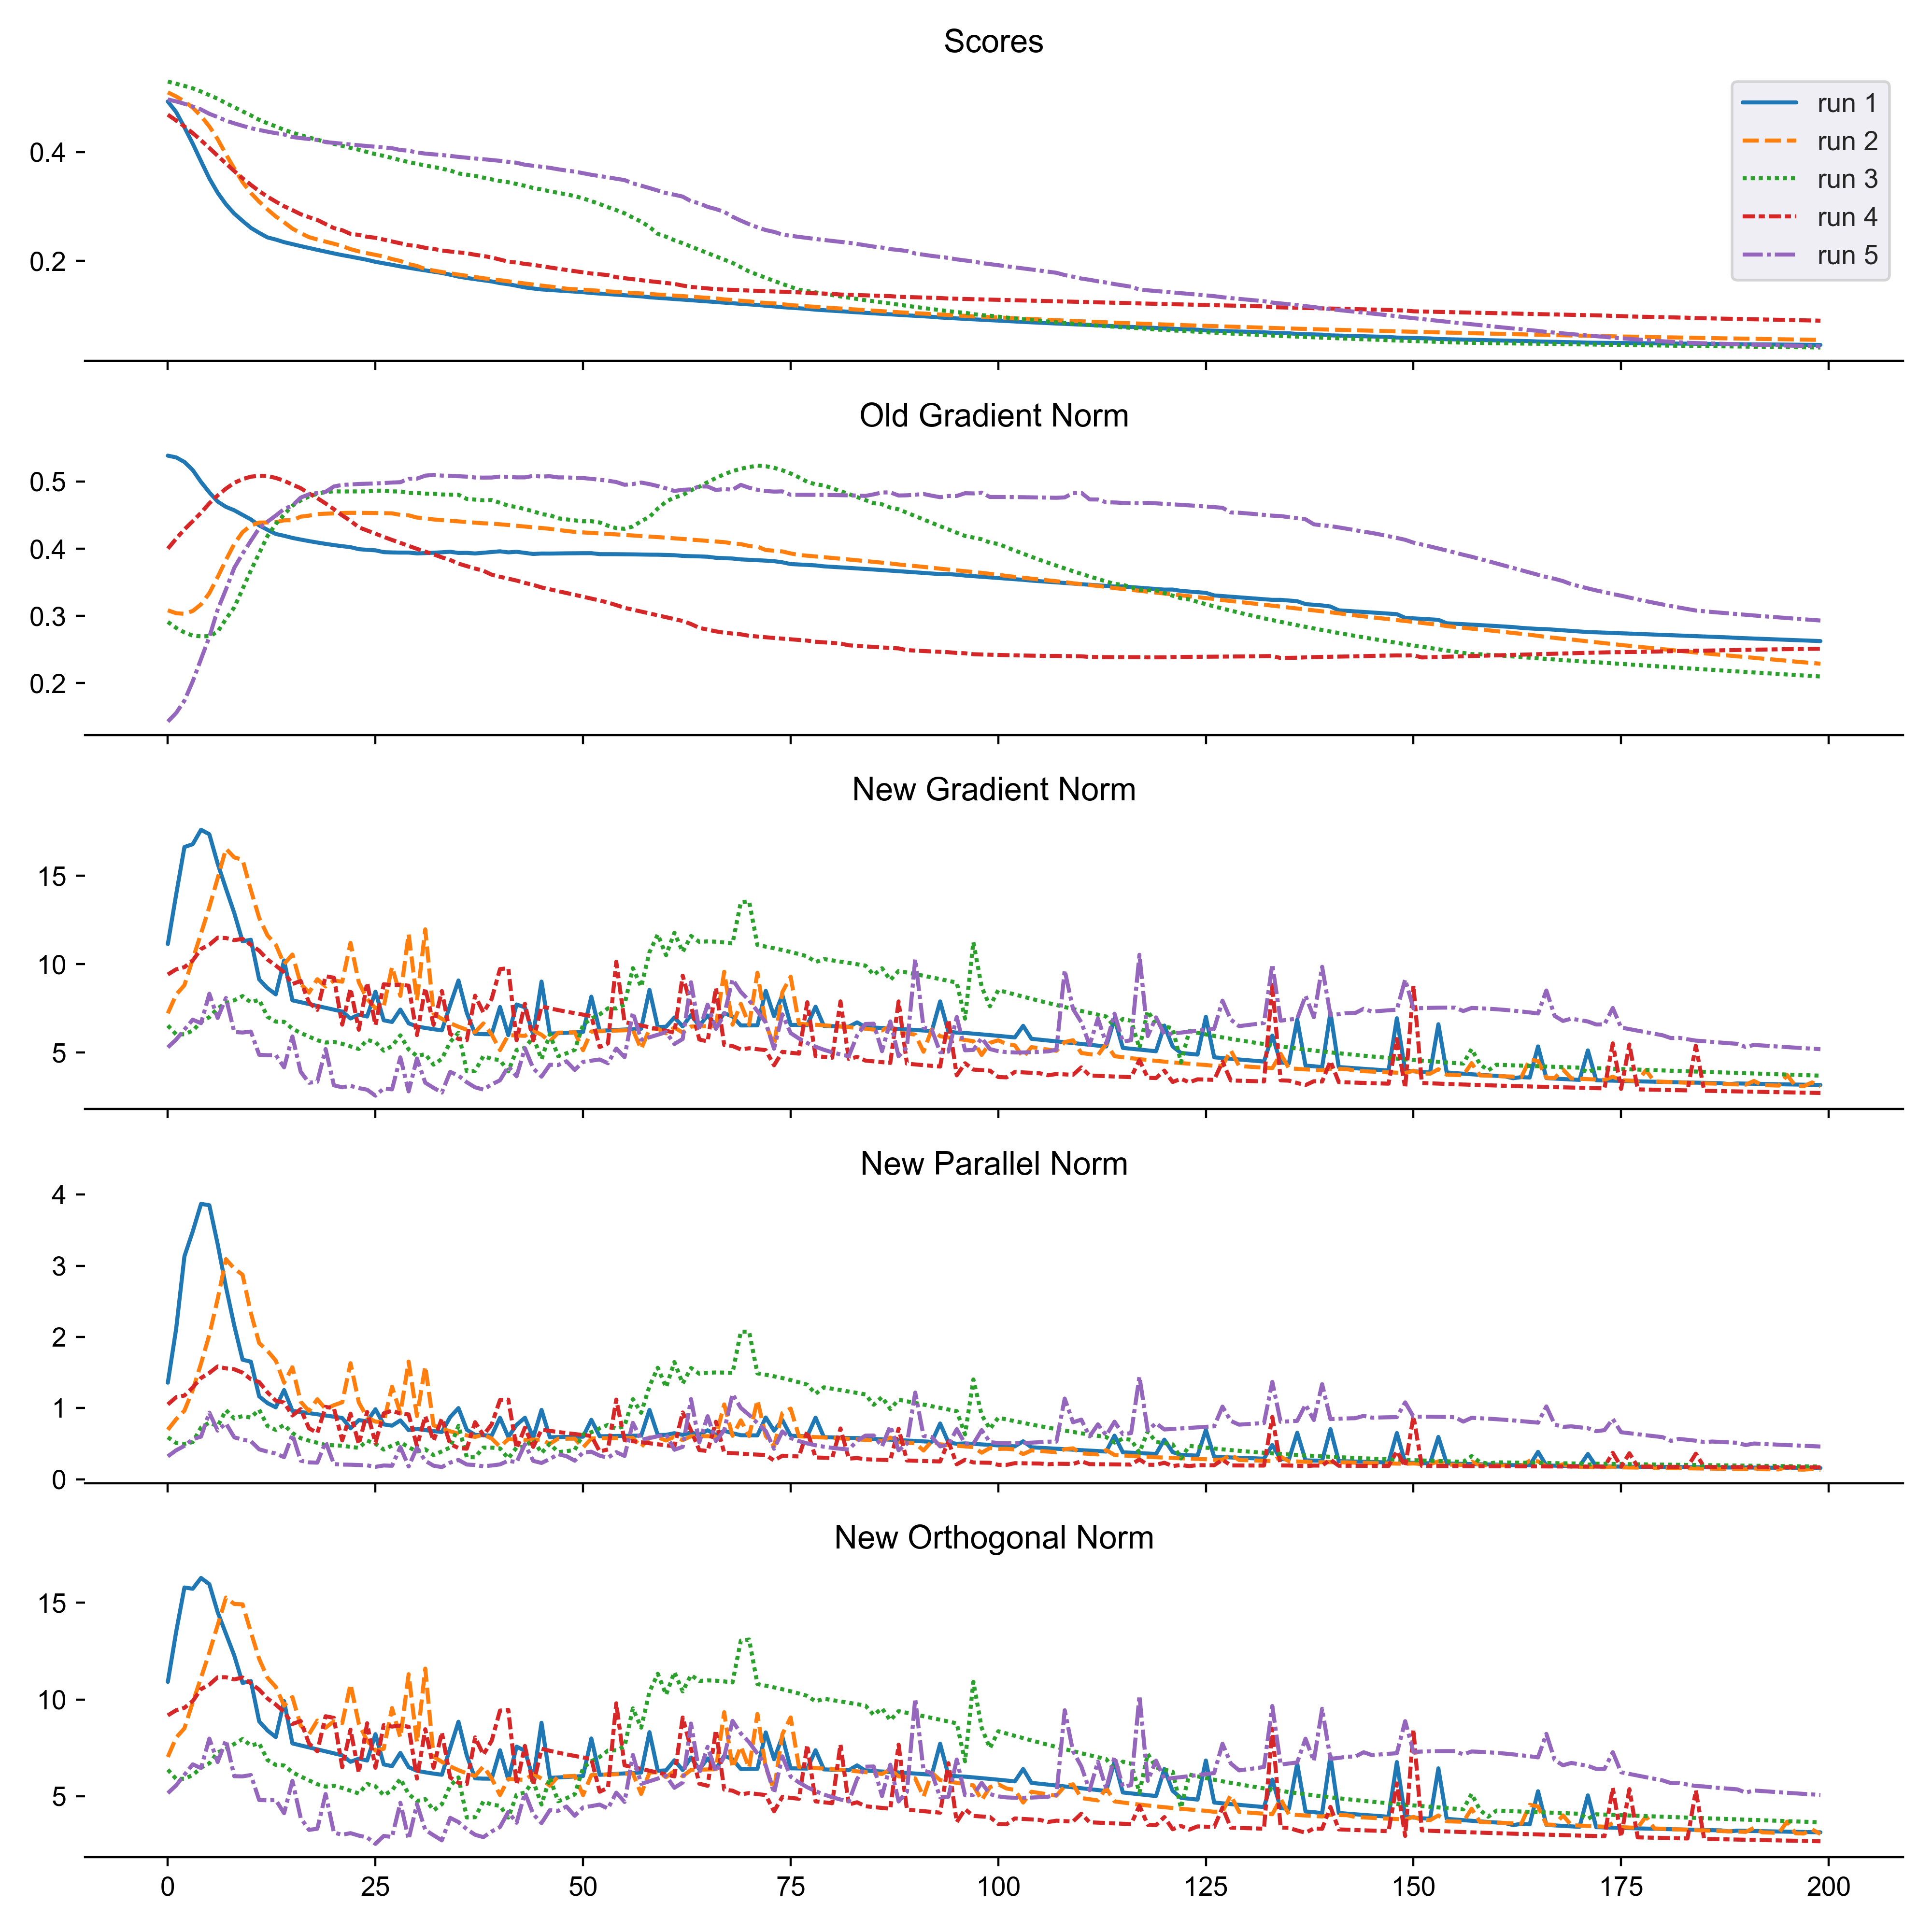 Scores
0.4
0.2
run 1
run 2
run 3
run 4
run 5
Old Gradient Norm
0.5
0.4
0.3
0.2
New Gradient Norm
15
10
5
New Parallel Norm
4
3
2
1
0
New Orthogonal Norm
15
10
5
0 25 50 75 100 125 150 175 200